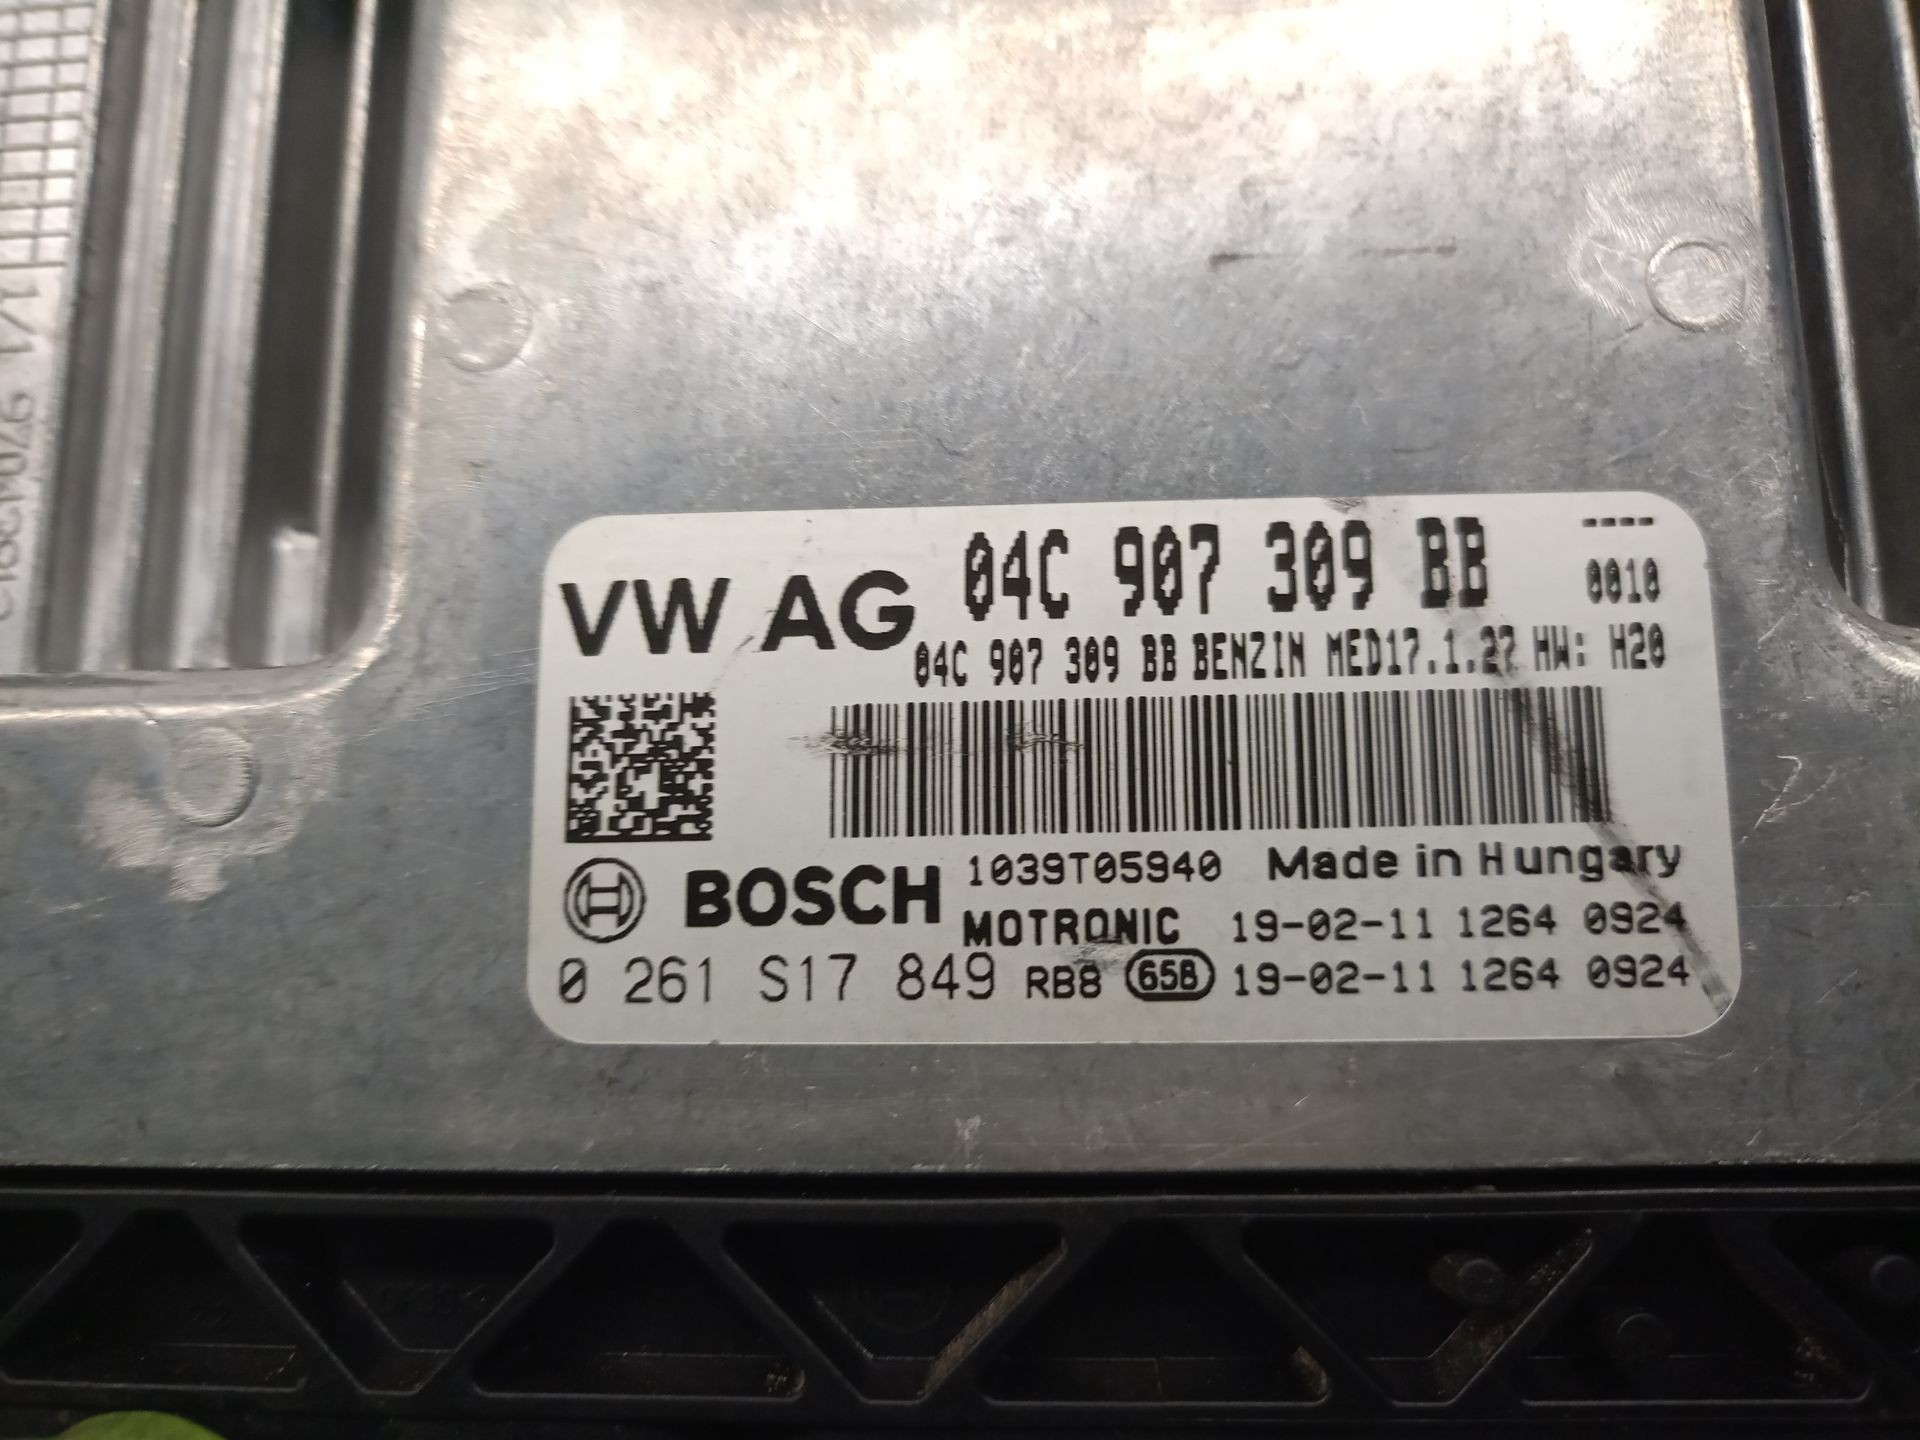 VW AG 04C 907 309 BB ----
0010
04C 907 309 BB BENZIN MED17.1.27 HW: H20
BOSCH 1039T05940 Made in Hungary
MOTRONIC 19-02-11 1264 0924
0 261 S17 849 RB8 65B 19-02-11 1264 0924